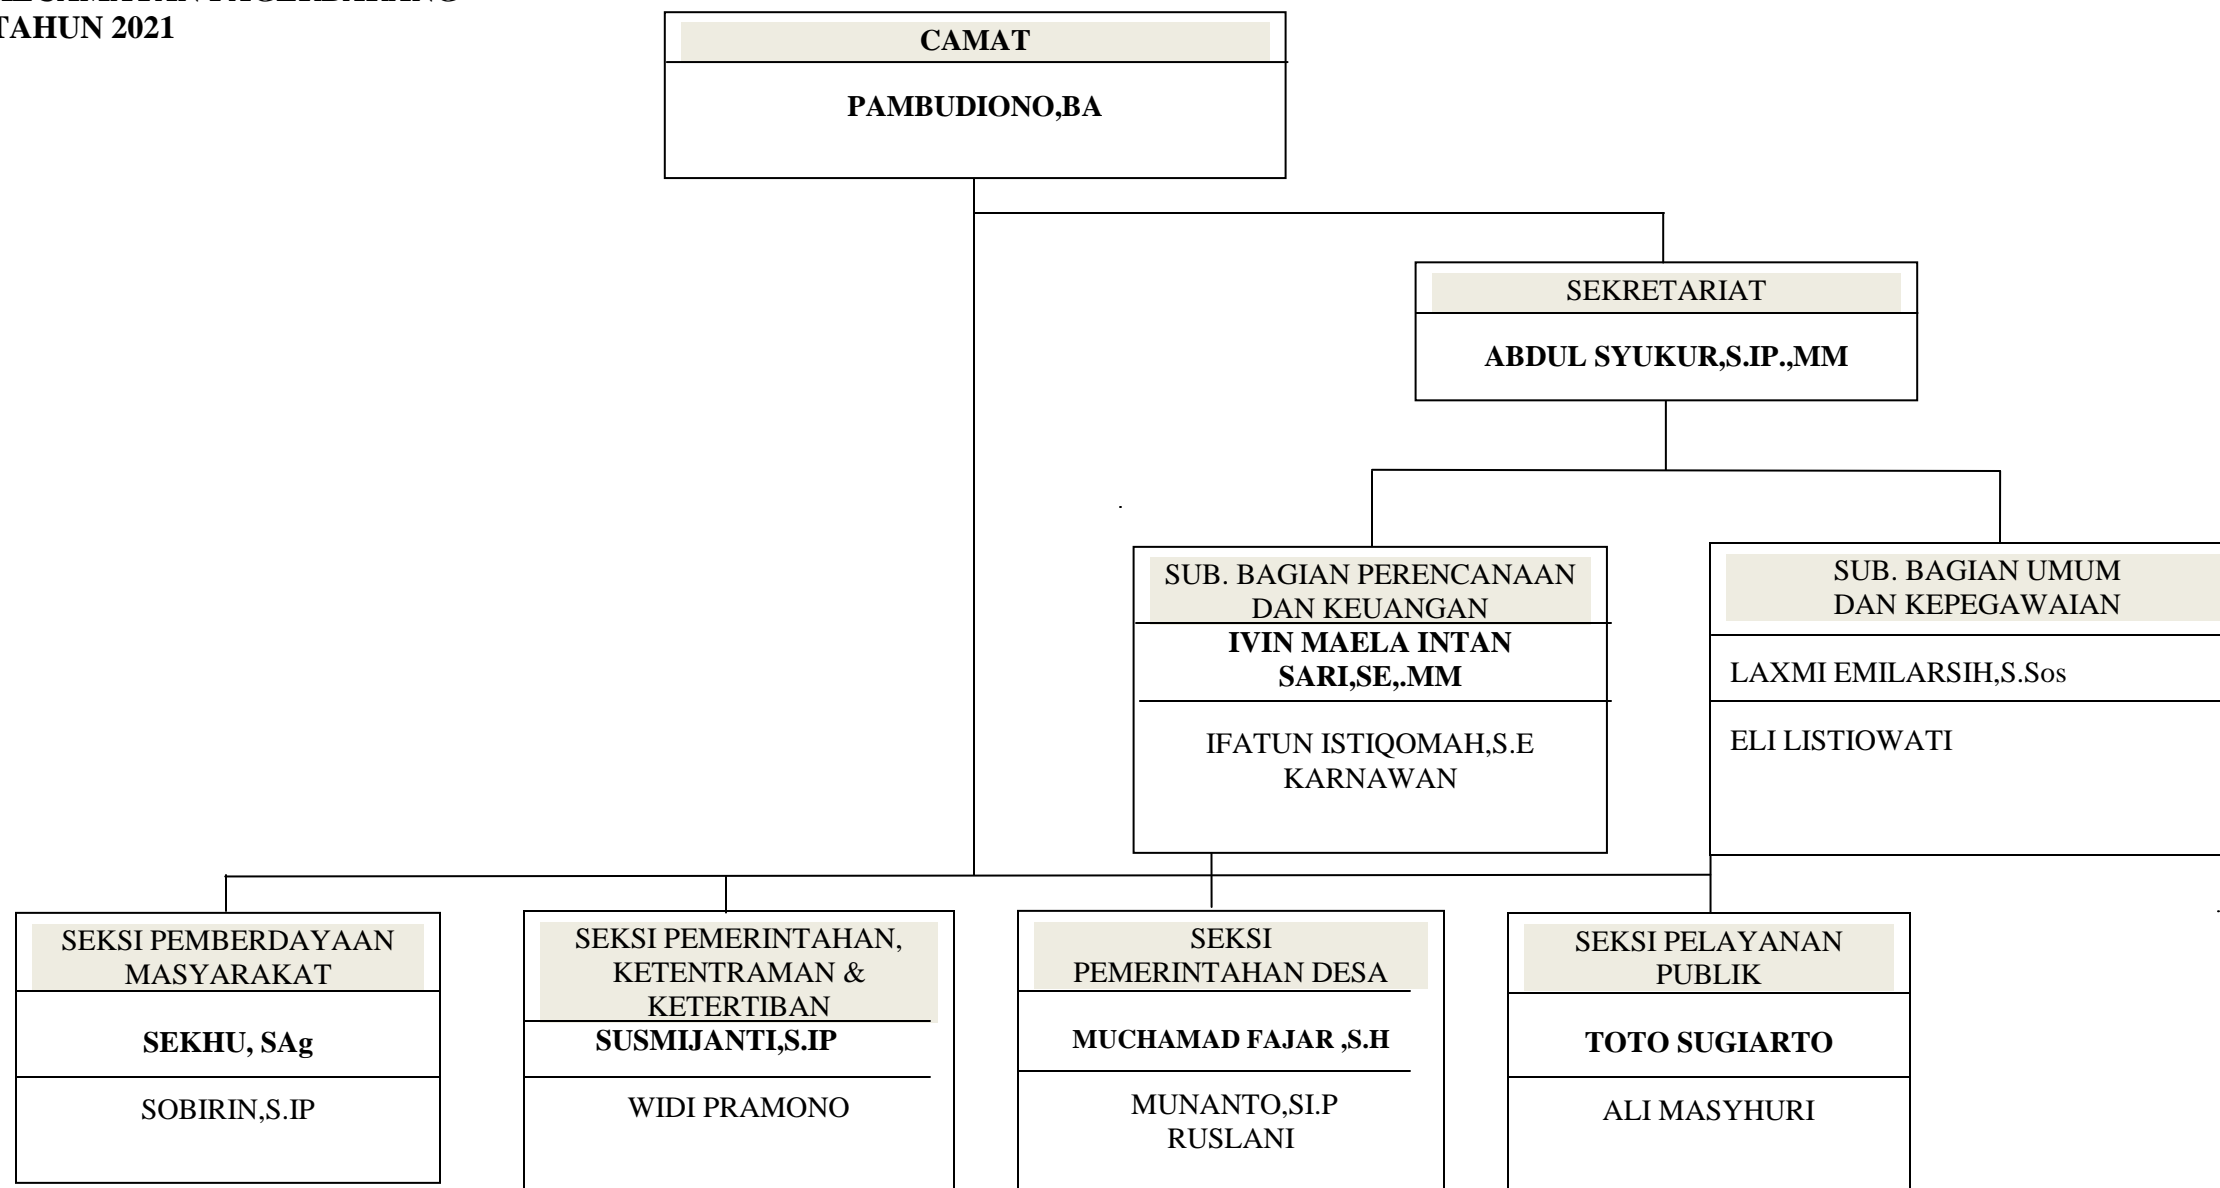 TAHUN 2021
CAMAT
PAMBUDIONO,BA
SEKRETARIAT
ABDUL SYUKUR,S.IP.,MM
SUB. BAGIAN PERENCANAAN
DAN KEUANGAN
IVIN MAELA INTAN
SARI,SE,.MM
IFATUN ISTIQOMAH,S.E
KARNAWAN
SUB. BAGIAN UMUM
DAN KEPEGAWAIAN
LAXMI EMILARSIH,S.Sos
ELI LISTIOWATI
SEKSI PEMBERDAYAAN
MASYARAKAT
SEKHU, SAg
SOBIRIN,S.IP
SEKSI PEMERINTAHAN,
KETENTRAMAN &
KETERTIBAN
SUSMIJANTI,S.IP
WIDI PRAMONO
SEKSI
PEMERINTAHAN DESA
MUCHAMAD FAJAR ,S.H
MUNANTO,SI.P
RUSLANI
SEKSI PELAYANAN
PUBLIK
TOTO SUGIARTO
ALI MASYHURI